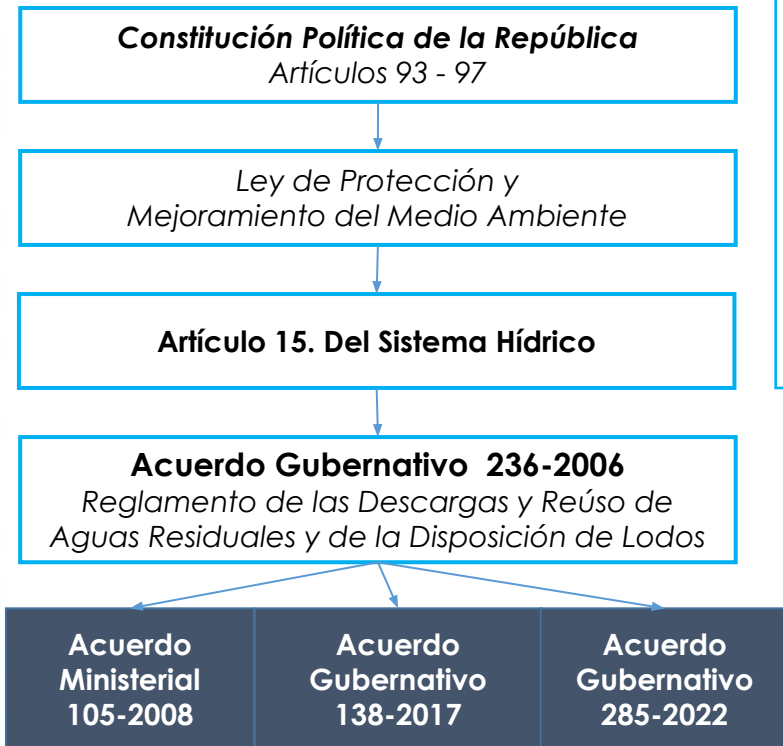 Constitución Política de la República
Artículos 93 - 97
Ley de Protección y
Mejoramiento del Medio Ambiente
Artículo 15. Del Sistema Hídrico
Acuerdo Gubernativo 236-2006
Reglamento de las Descargas y Reúso de
Aguas Residuales y de la Disposición de Lodos
Acuerdo
Ministerial
105-2008
Acuerdo
Gubernativo
138-2017
Acuerdo
Gubernativo
285-2022